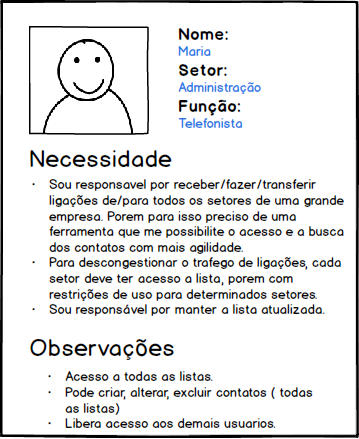 Nome:
Maria
Setor:
Administração
Função:
Telefonista
Necessidade
· Sou responsavel por receber/fazer/transferir
ligações de/para todos os setores de uma grande
empresa. Porem para isso preciso de uma
ferramenta que me possibilite o acesso e a busca
dos contatos com mais agilidade.
· Para descongestionar o trafego de ligações, cada
setor deve ter acesso a lista, porem com
restrições de uso para determinados setores.
· Sou responsável por manter a lista atualizada.
Observações
· Acesso a todas as listas.
· Pode criar, alterar, excluir contatos ( todas
as listas)
· Libera acesso aos demais usuarios.